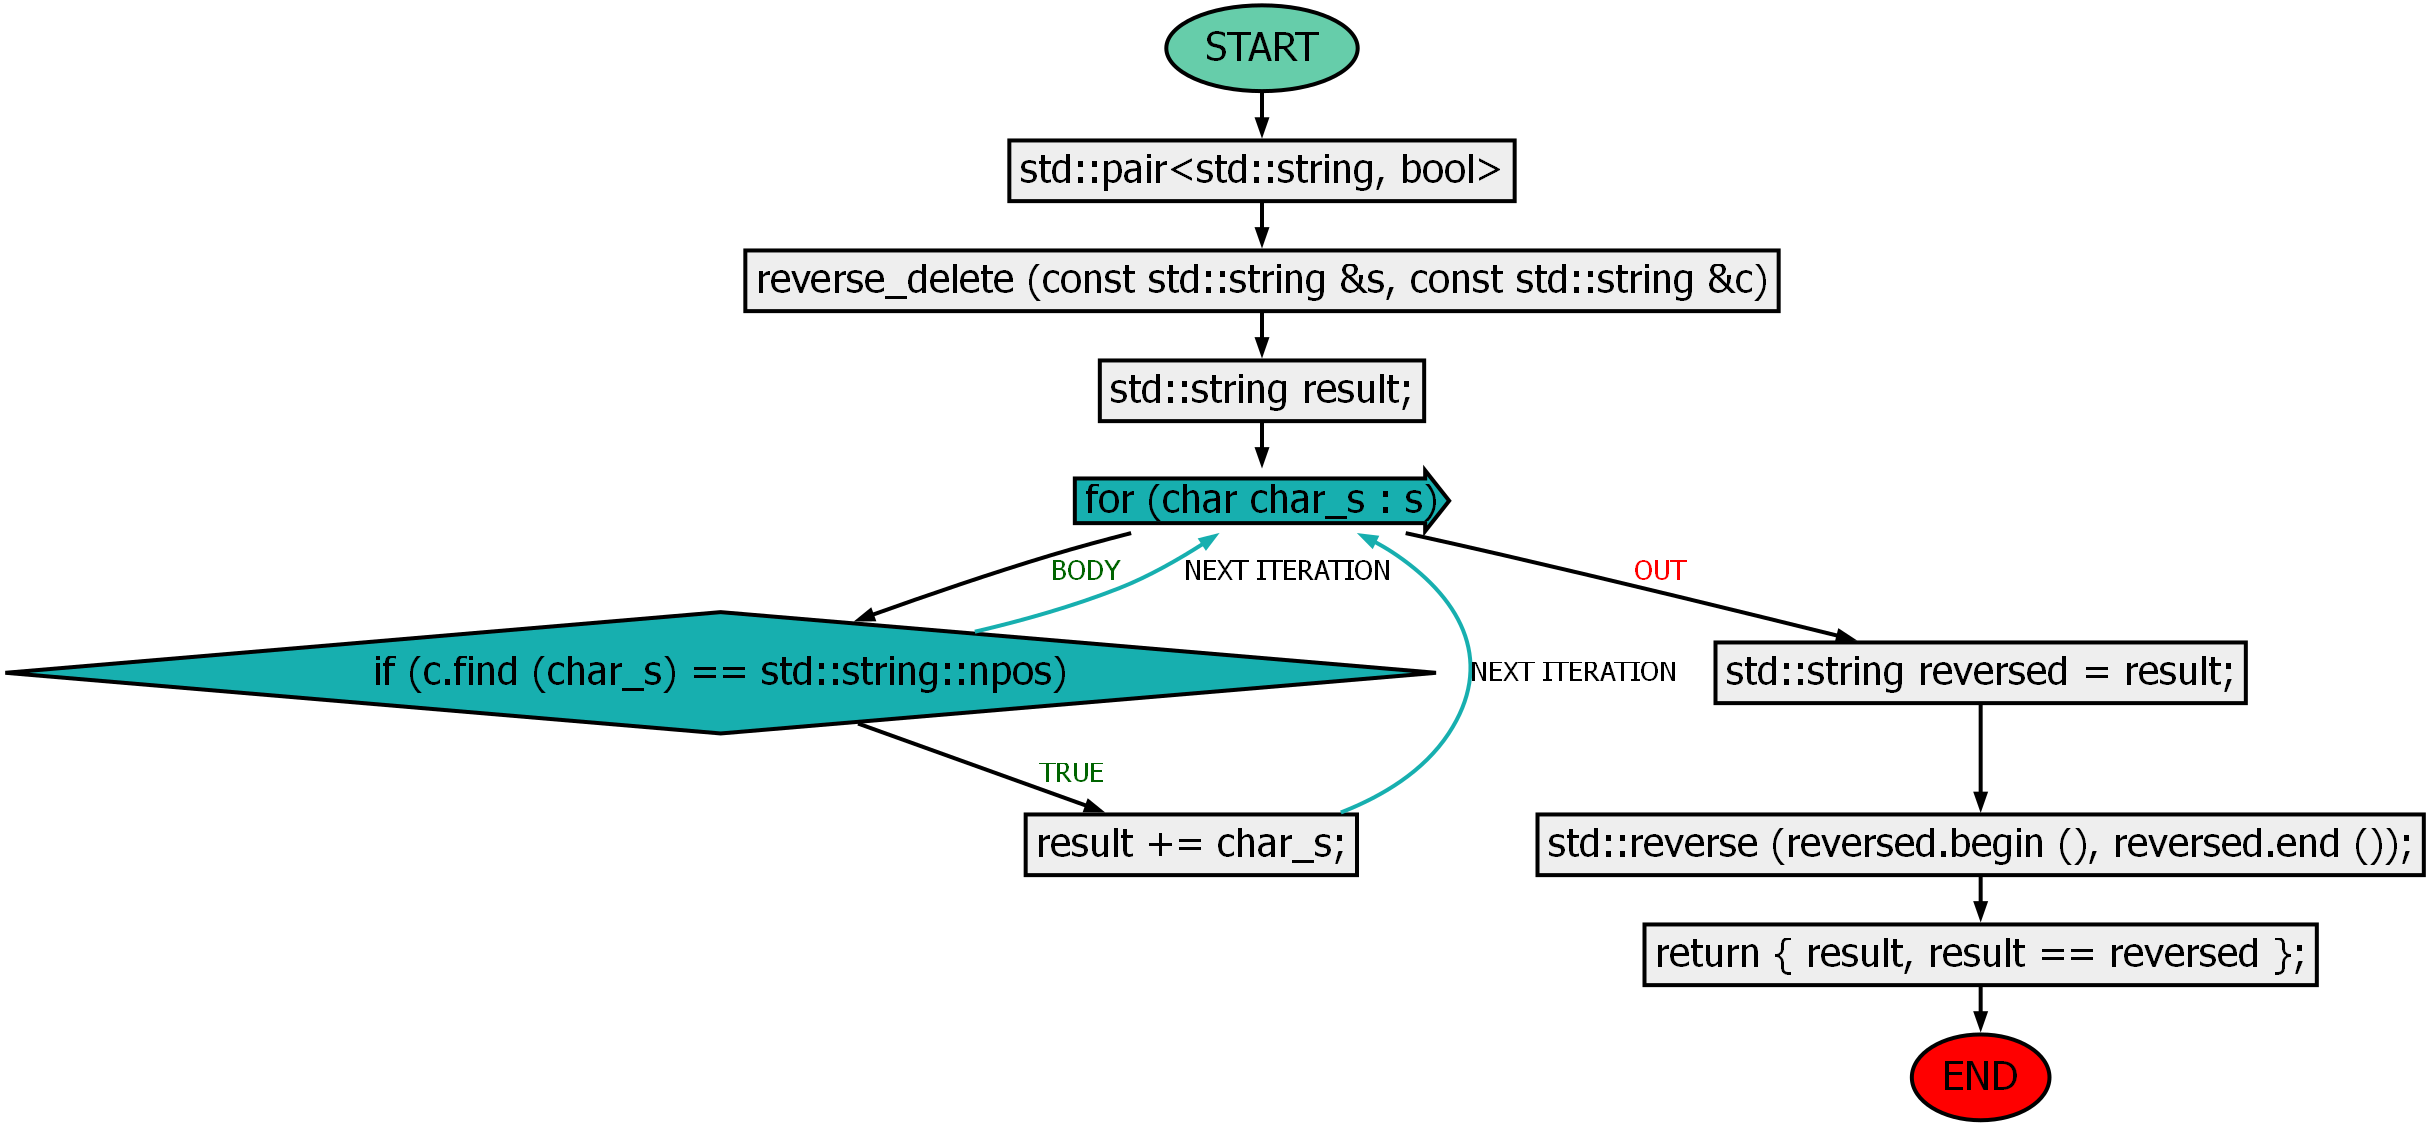 START
std::pair<std::string, bool>
reverse_delete (const std::string &s, const std::string &c)
std::string result;
for (char char_s : s)
BODY
NEXT ITERATION
OUT
if (c.find (char_s) == std::string::npos)
NEXT ITERATION
std::string reversed = result;
TRUE
result += char_s;
std::reverse (reversed.begin (), reversed.end ());
return { result, result == reversed };
END